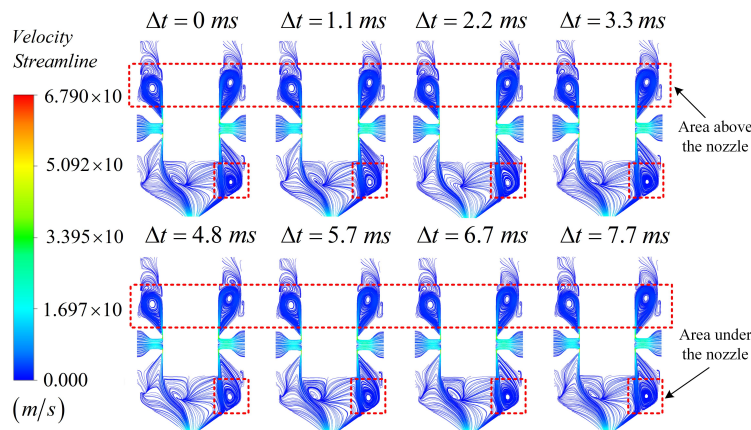 Velocity
Streamline
6.790×10
5.092×10
3.395×10
1.697×10
0.000
(m/s)
Δt = 0 ms
Δt = 1.1 ms
Δt = 2.2 ms
Δt = 3.3 ms
Area above
the nozzle
Δt = 4.8 ms
Δt = 5.7 ms
Δt = 6.7 ms
Δt = 7.7 ms
Area under
the nozzle